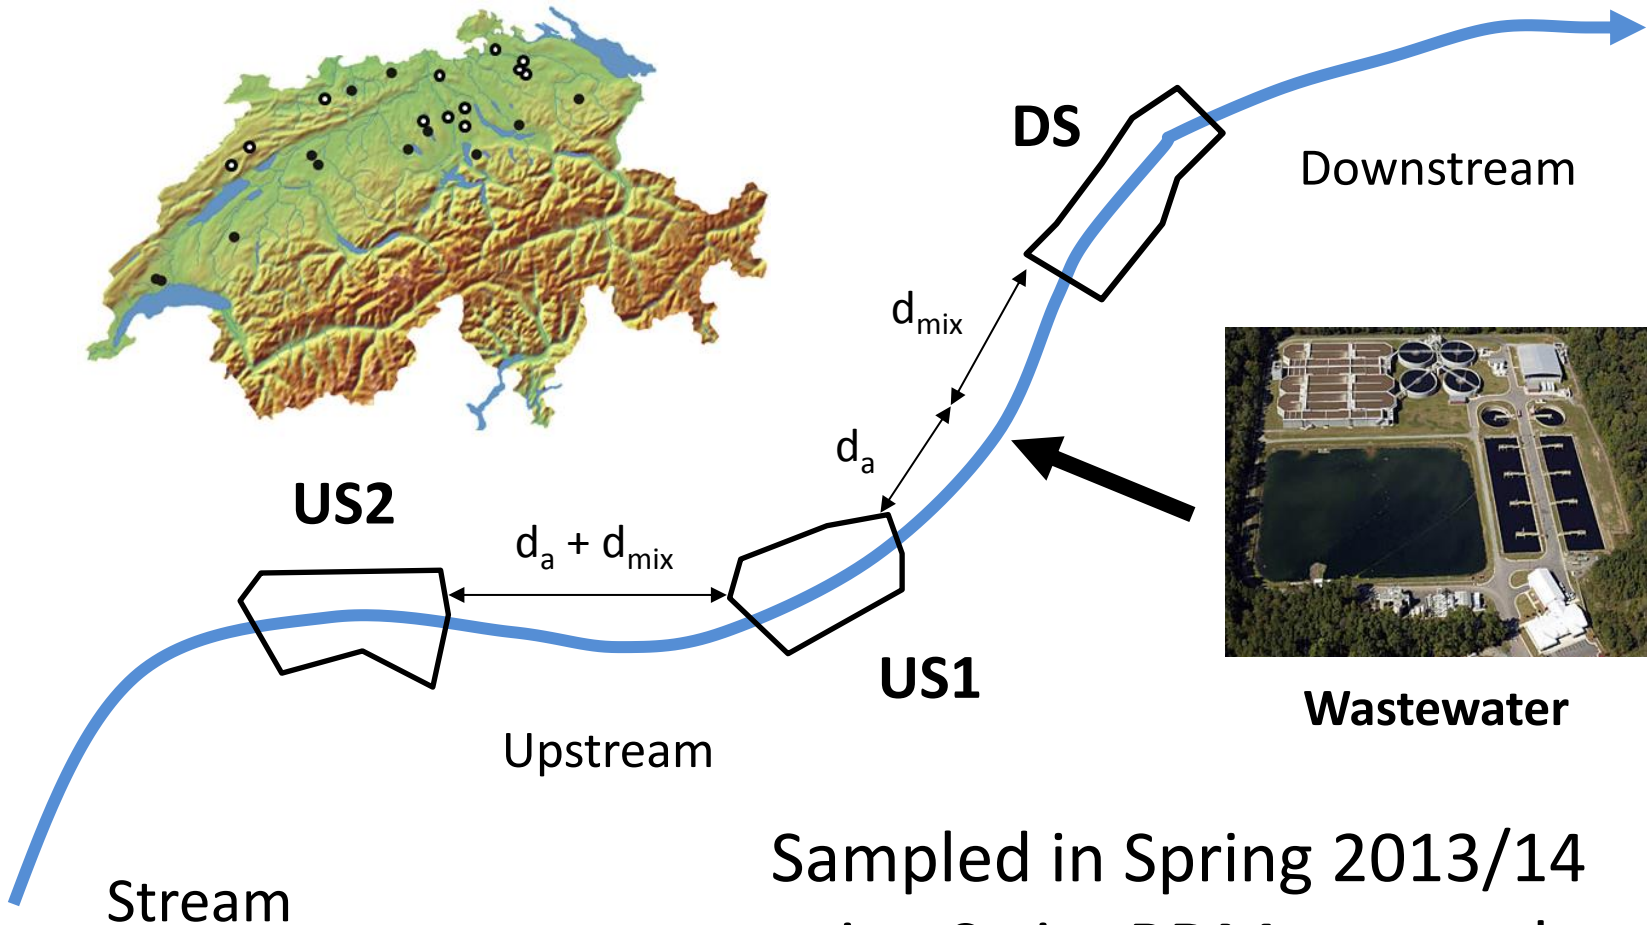 DS
Downstream
dmix
da
US2
da + dmix
US1
Wastewater
Upstream
Sampled in Spring 2013/14
Stream